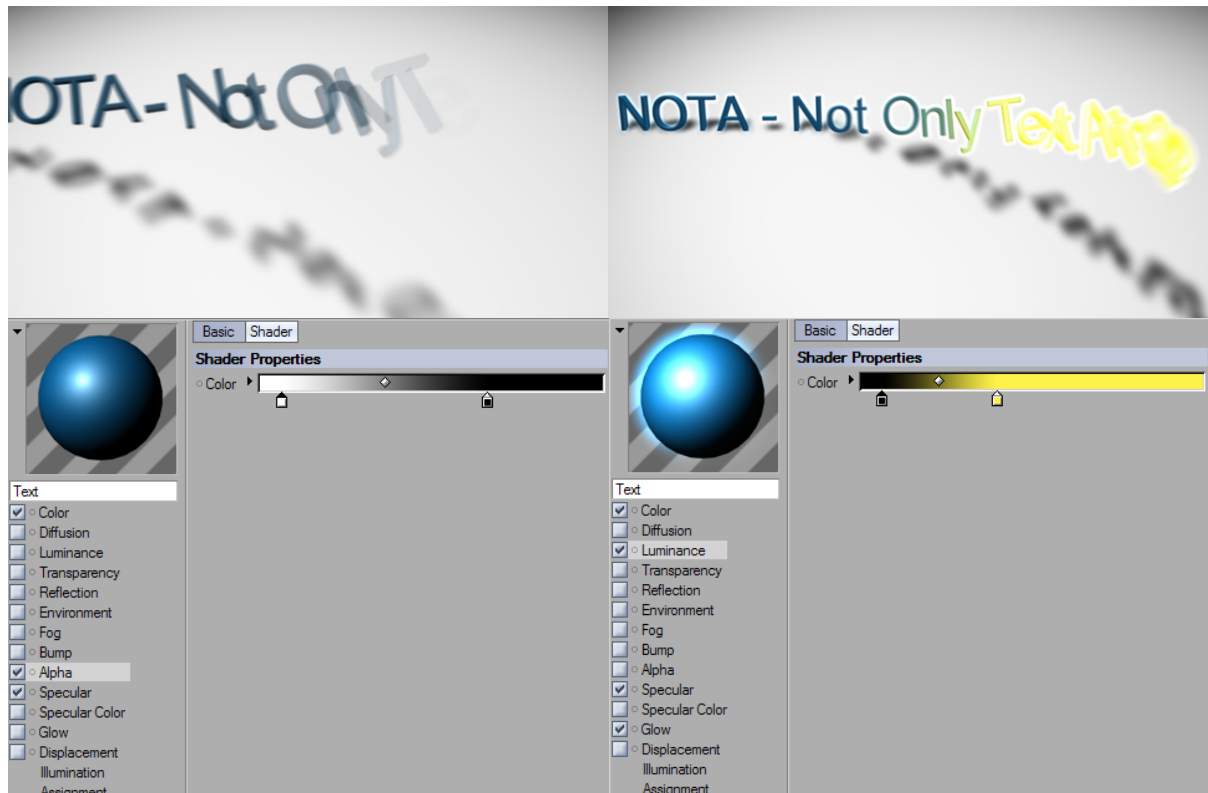 OTA - Not OnlyTe
NOTA - Not Only Text
Basic Shader
Shader Properties
Color
Text
Color
Diffusion
Luminance
Transparency
Reflection
Environment
Fog
Bump
Alpha
Specular
Specular Color
Glow
Displacement
Illumination
Assignment
Basic Shader
Shader Properties
Color
Text
Color
Diffusion
Luminance
Transparency
Reflection
Environment
Fog
Bump
Alpha
Specular
Specular Color
Glow
Displacement
Illumination
Assignment